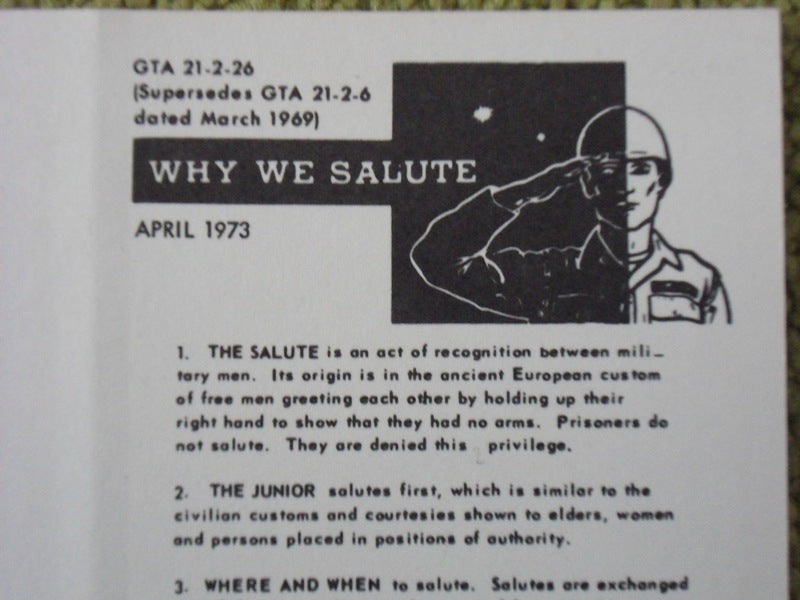 GTA 21-2-26
(Supersedes GTA 21-2-6
dated March 1969)
WHY WE SALUTE
APRIL 1973
1. THE SALUTE is an act of recognition between mili-
tary men. Its origin is in the ancient European custom
of free men greeting each other by holding up their
right hand to show that they had no arms. Prisoners do
not salute. They are denied this privilege.
2. THE JUNIOR salutes first, which is similar to the
civilian customs and courtesies shown to elders, women
and persons placed in positions of authority.
3. WHERE AND WHEN to salute. Salutes are exchanged